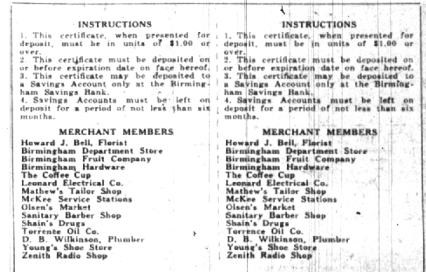 INSTRUCTIONS
1. This certificate, when presented for
deposit, must be in units of $1.00 or
over.
2. This certificate must be deposited on
or before expiration date on face hereof.
3. This certificate may be deposited to
a Savings Account only at the Birming-
ham Savings Bank.
4. Savings Accounts must be left on
deposit for a period of not less than six
months.
MERCHANT MEMBERS
Howard J. Bell, Florist
Birmingham Department Store
Birmingham Fruit Company
Birmingham Hardware
The Coffee Cup
Leonard Electrical Co.
Mathew's Tailor Shop
McKee Service Stations
Olsen's Market
Sanitary Barber Shop
Shain's Drugs
Torrence Oil Co.
D. B. Wilkinson, Plumber
Young's Shoe Store
Zenith Radio Shop
INSTRUCTIONS
1. This certificate, when presented for
deposit, must be in units of $1.00 or
over.
2. This certificate must be deposited on
or before expiration date on face hereof.
3. This certificate may be deposited to
a Savings Account only at the Birming-
ham Savings Bank.
4. Savings Accounts must be left on
deposit for a period of not less than six
months.
MERCHANT MEMBERS
Howard J. Bell, Florist
Birmingham Department Store
Birmingham Fruit Company
Birmingham Hardware
The Coffee Cup
Leonard Electrical Co.
Mathew's Tailor Shop
McKee Service Stations
Olsen's Market
Sanitary Barber Shop
Shain's Drugs
Torrence Oil Co.
D. B. Wilkinson, Plumber
Young's Shoe Store
Zenith Radio Shop